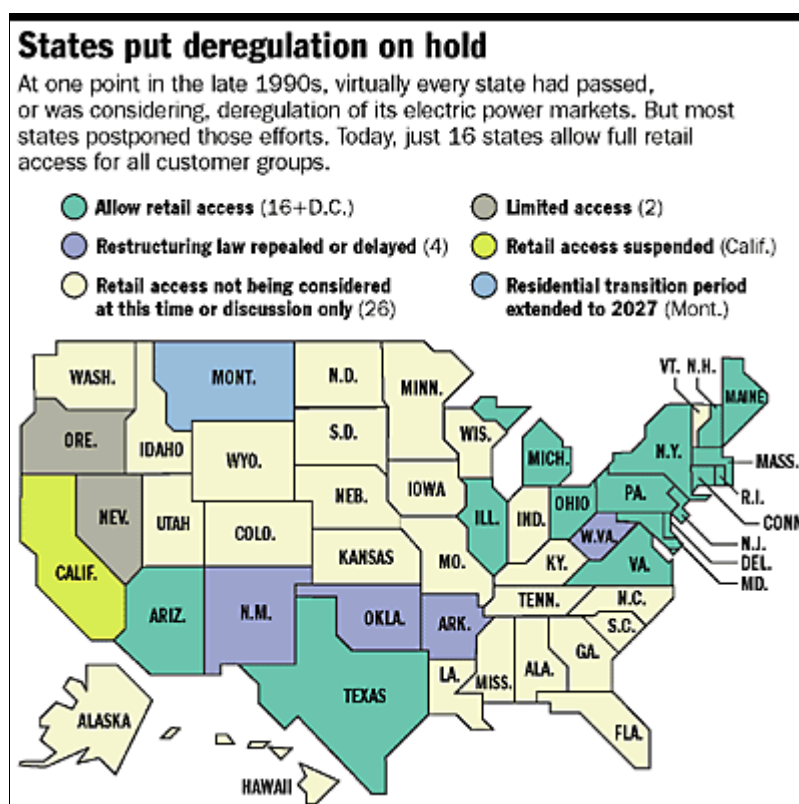 States put deregulation on hold
At one point in the late 1990s, virtually every state had passed,
or was considering, deregulation of its electric power markets. But most
states postponed those efforts. Today, just 16 states allow full retail
access for all customer groups.
Allow retail access (16+D.C.)
Limited access (2)
Restructuring law repealed or delayed (4)
Retail access suspended (Calif.)
Retail access not being considered
at this time or discussion only (26)
Residential transition period
extended to 2027 (Mont.)
WASH.
MONT.
N.D.
MINN.
VT. N.H.
MAINE
ORE.
IDAHO
WYO.
S.D.
WIS.
MICH.
N.Y.
MASS.
R.I.
CONN
NEV.
UTAH
COLO.
NEB.
IOWA
ILL.
IND.
OHIO
PA.
N.J.
DEL.
MD.
CALIF.
KANSAS
MO.
KY.
W.VA.
VA.
ARIZ.
N.M.
OKLA.
ARK.
TENN.
N.C.
S.C.
TEXAS
LA.
MISS.
ALA.
GA.
FLA.
ALASKA
HAWAII